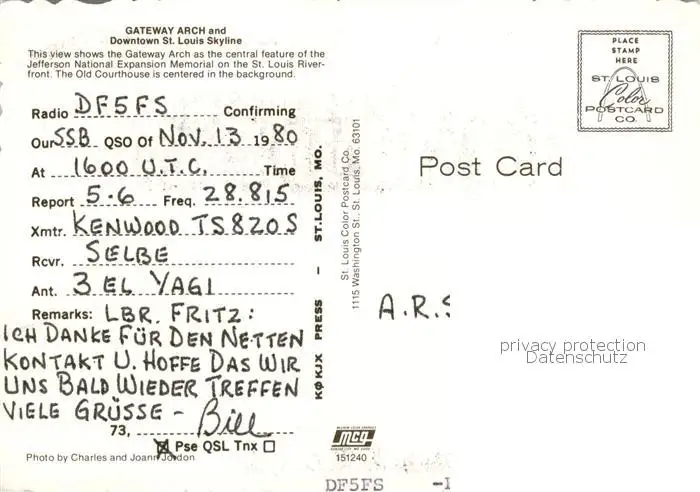 GATEWAY ARCH and
Downtown St. Louis Skyline
This view shows the Gateway Arch as the central feature of the
Jefferson National Expansion Memorial on the St. Louis River-
front. The Old Courthouse is centered in the background.
Radio DF5FS Confirming
Our SSB QSO of NOV. 13 1980
At 1600 U.T.C. Time
Report 5-6 Freq. 28.815
Xmtr. KENWOOD TS820S
Rcvr. SELBE
Ant. 3 EL YAGI
Remarks: LBR. FRITZ:
ICH DANKE FÜR DEN NETTEN
KONTAKT U. HOFFE DAS WIR
UNS BALD WIEDER TREFFEN
VIELE GRÜSSE - Bill
73,
Pse QSL Tnx
Photo by Charles and Joann Jordon
KØKJX PRESS - ST. LOUIS, MO.
St. Louis Color Postcard Co.
1115 Washington St., St. Louis, Mo. 63101
PLACE
STAMP
HERE
ST. LOUIS
Color
POSTCARD
CO.
Post Card
A.R.S
privacy protection
Datenschutz
mcg
151240
DF5FS -